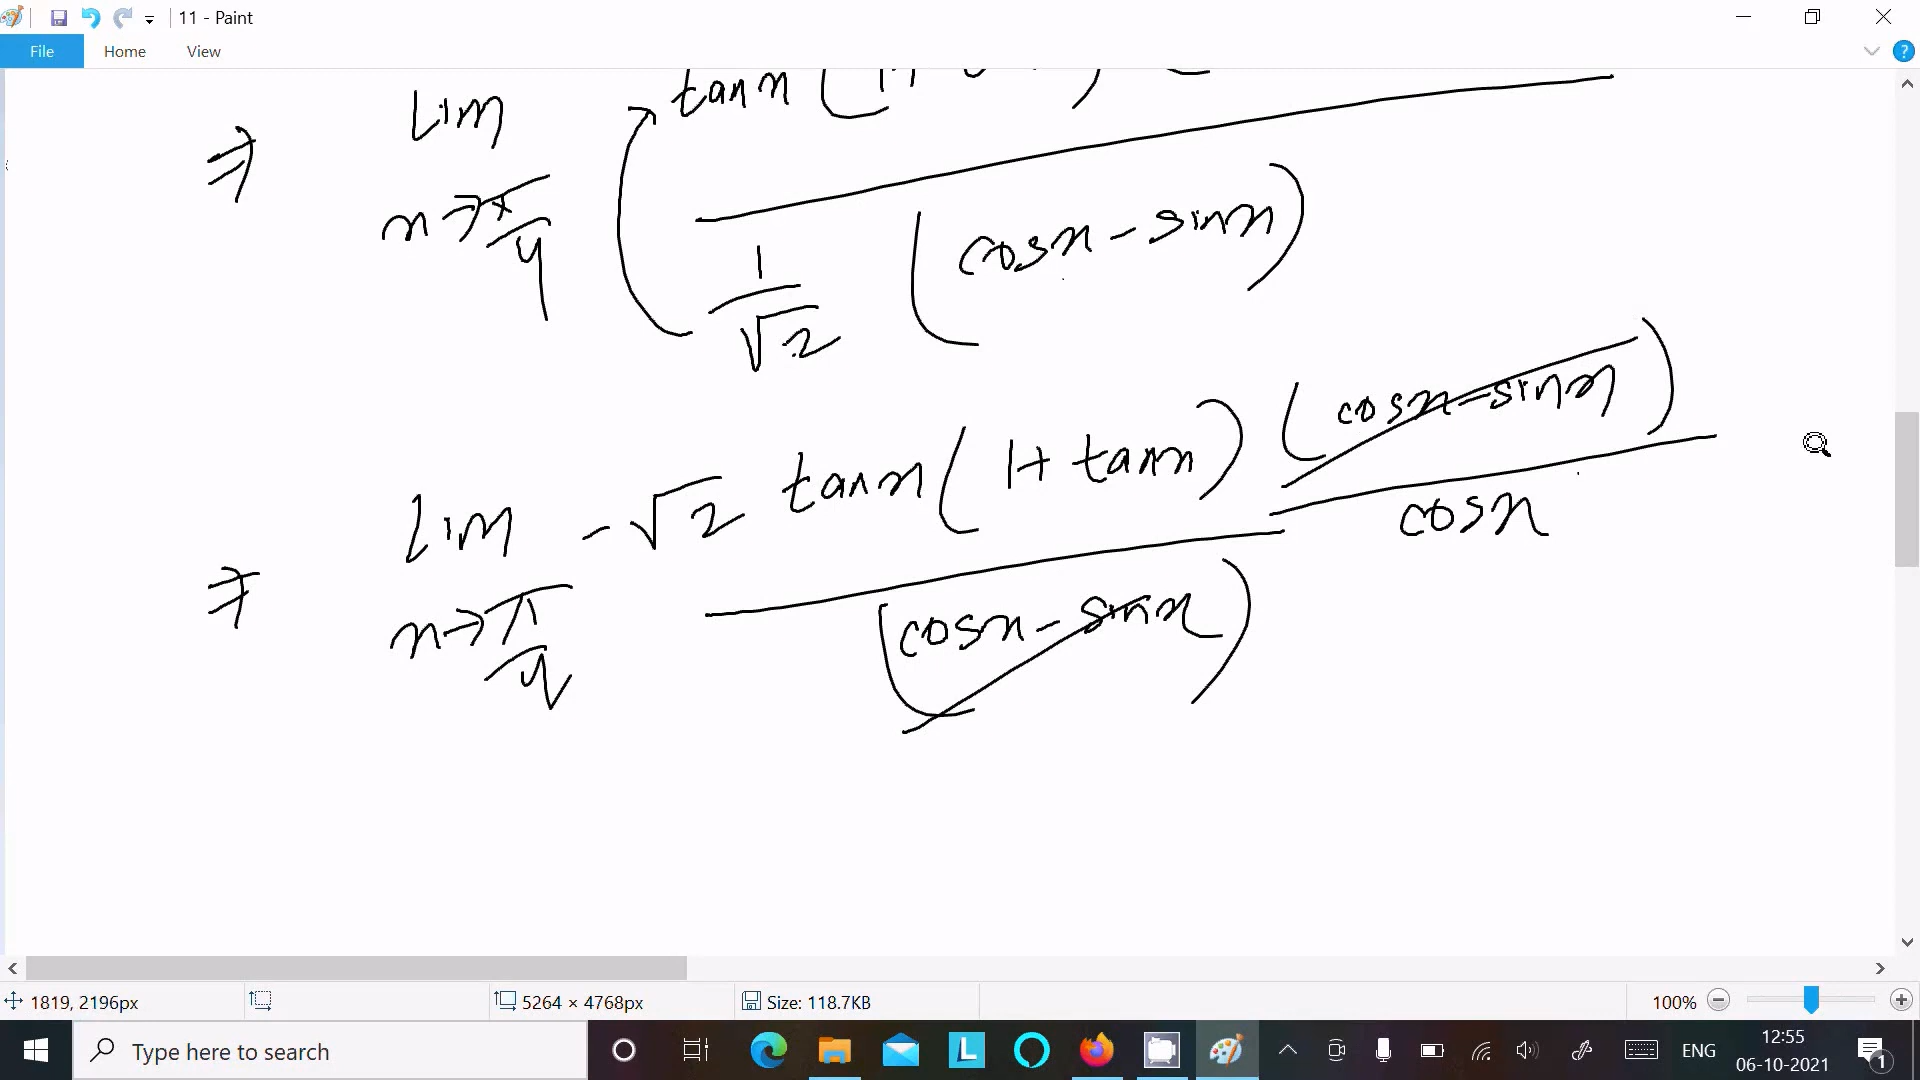 11 - Paint
File Home View
⇒ lim tanx (1+
x→π/4
1/√2 (cosx - sinx)
⇒ lim -√2 tanx (1+ tanx) (cosx - sinx)
cosx
x→π/4 (cosx - sinx)
1819, 2196px 5264 × 4768px Size: 118.7KB 100%
Type here to search L ENG 12:55
06-10-2021 1